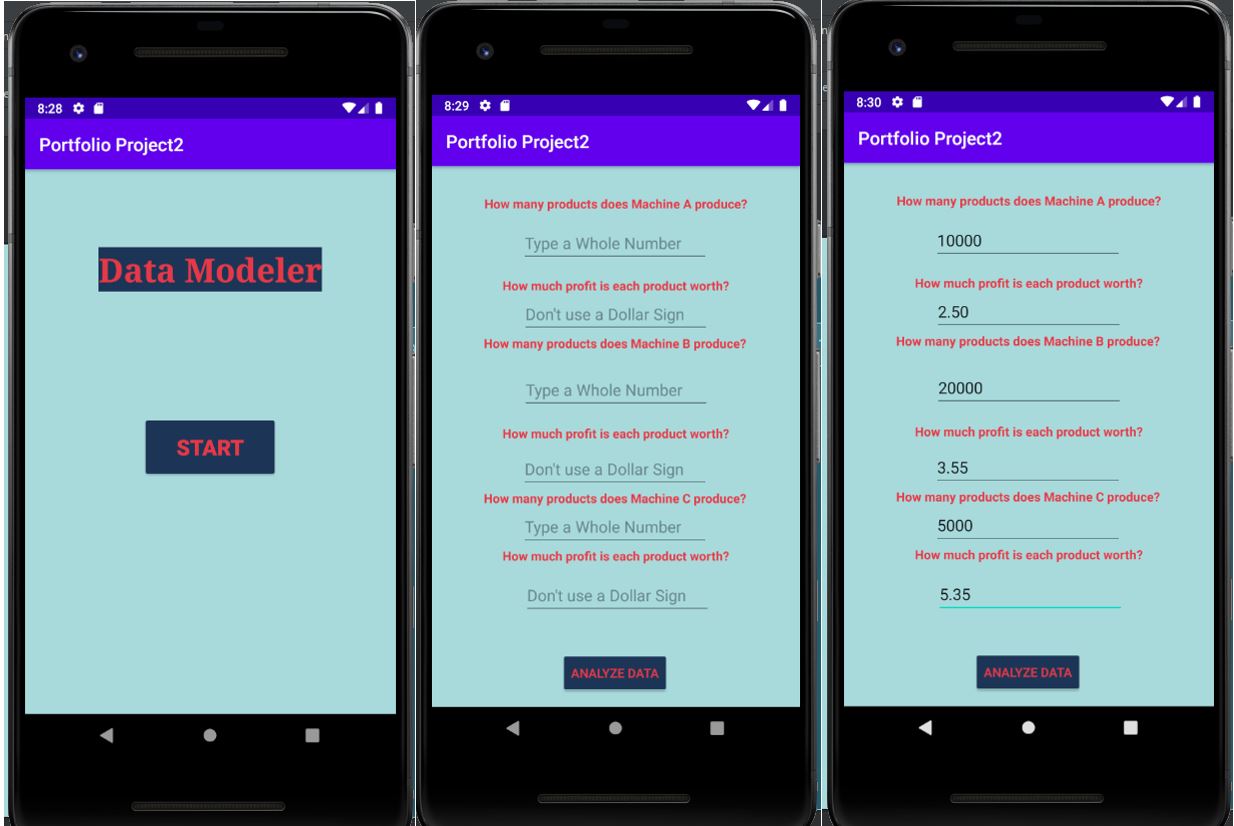 8:28
Portfolio Project2
Data Modeler
START
8:29
Portfolio Project2
How many products does Machine A produce?
Type a Whole Number
How much profit is each product worth?
Don't use a Dollar Sign
How many products does Machine B produce?
Type a Whole Number
How much profit is each product worth?
Don't use a Dollar Sign
How many products does Machine C produce?
Type a Whole Number
How much profit is each product worth?
Don't use a Dollar Sign
ANALYZE DATA
8:30
Portfolio Project2
How many products does Machine A produce?
10000
How much profit is each product worth?
2.50
How many products does Machine B produce?
20000
How much profit is each product worth?
3.55
How many products does Machine C produce?
5000
How much profit is each product worth?
5.35
ANALYZE DATA